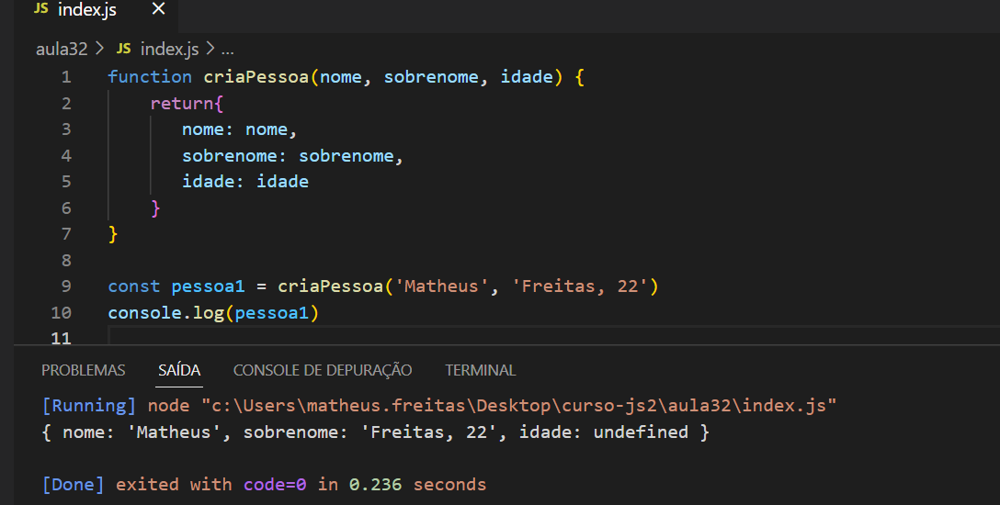 JS index.js ×
aula32 > JS index.js > ...
1 function criaPessoa(nome, sobrenome, idade) {
2     return{
3        nome: nome,
4        sobrenome: sobrenome,
5        idade: idade
6     }
7 }
8
9 const pessoa1 = criaPessoa('Matheus', 'Freitas, 22')
10 console.log(pessoa1)
11
PROBLEMAS SAÍDA CONSOLE DE DEPURAÇÃO TERMINAL
[Running] node "c:\Users\matheus.freitas\Desktop\curso-js2\aula32\index.js"
{ nome: 'Matheus', sobrenome: 'Freitas, 22', idade: undefined }
[Done] exited with code=0 in 0.236 seconds